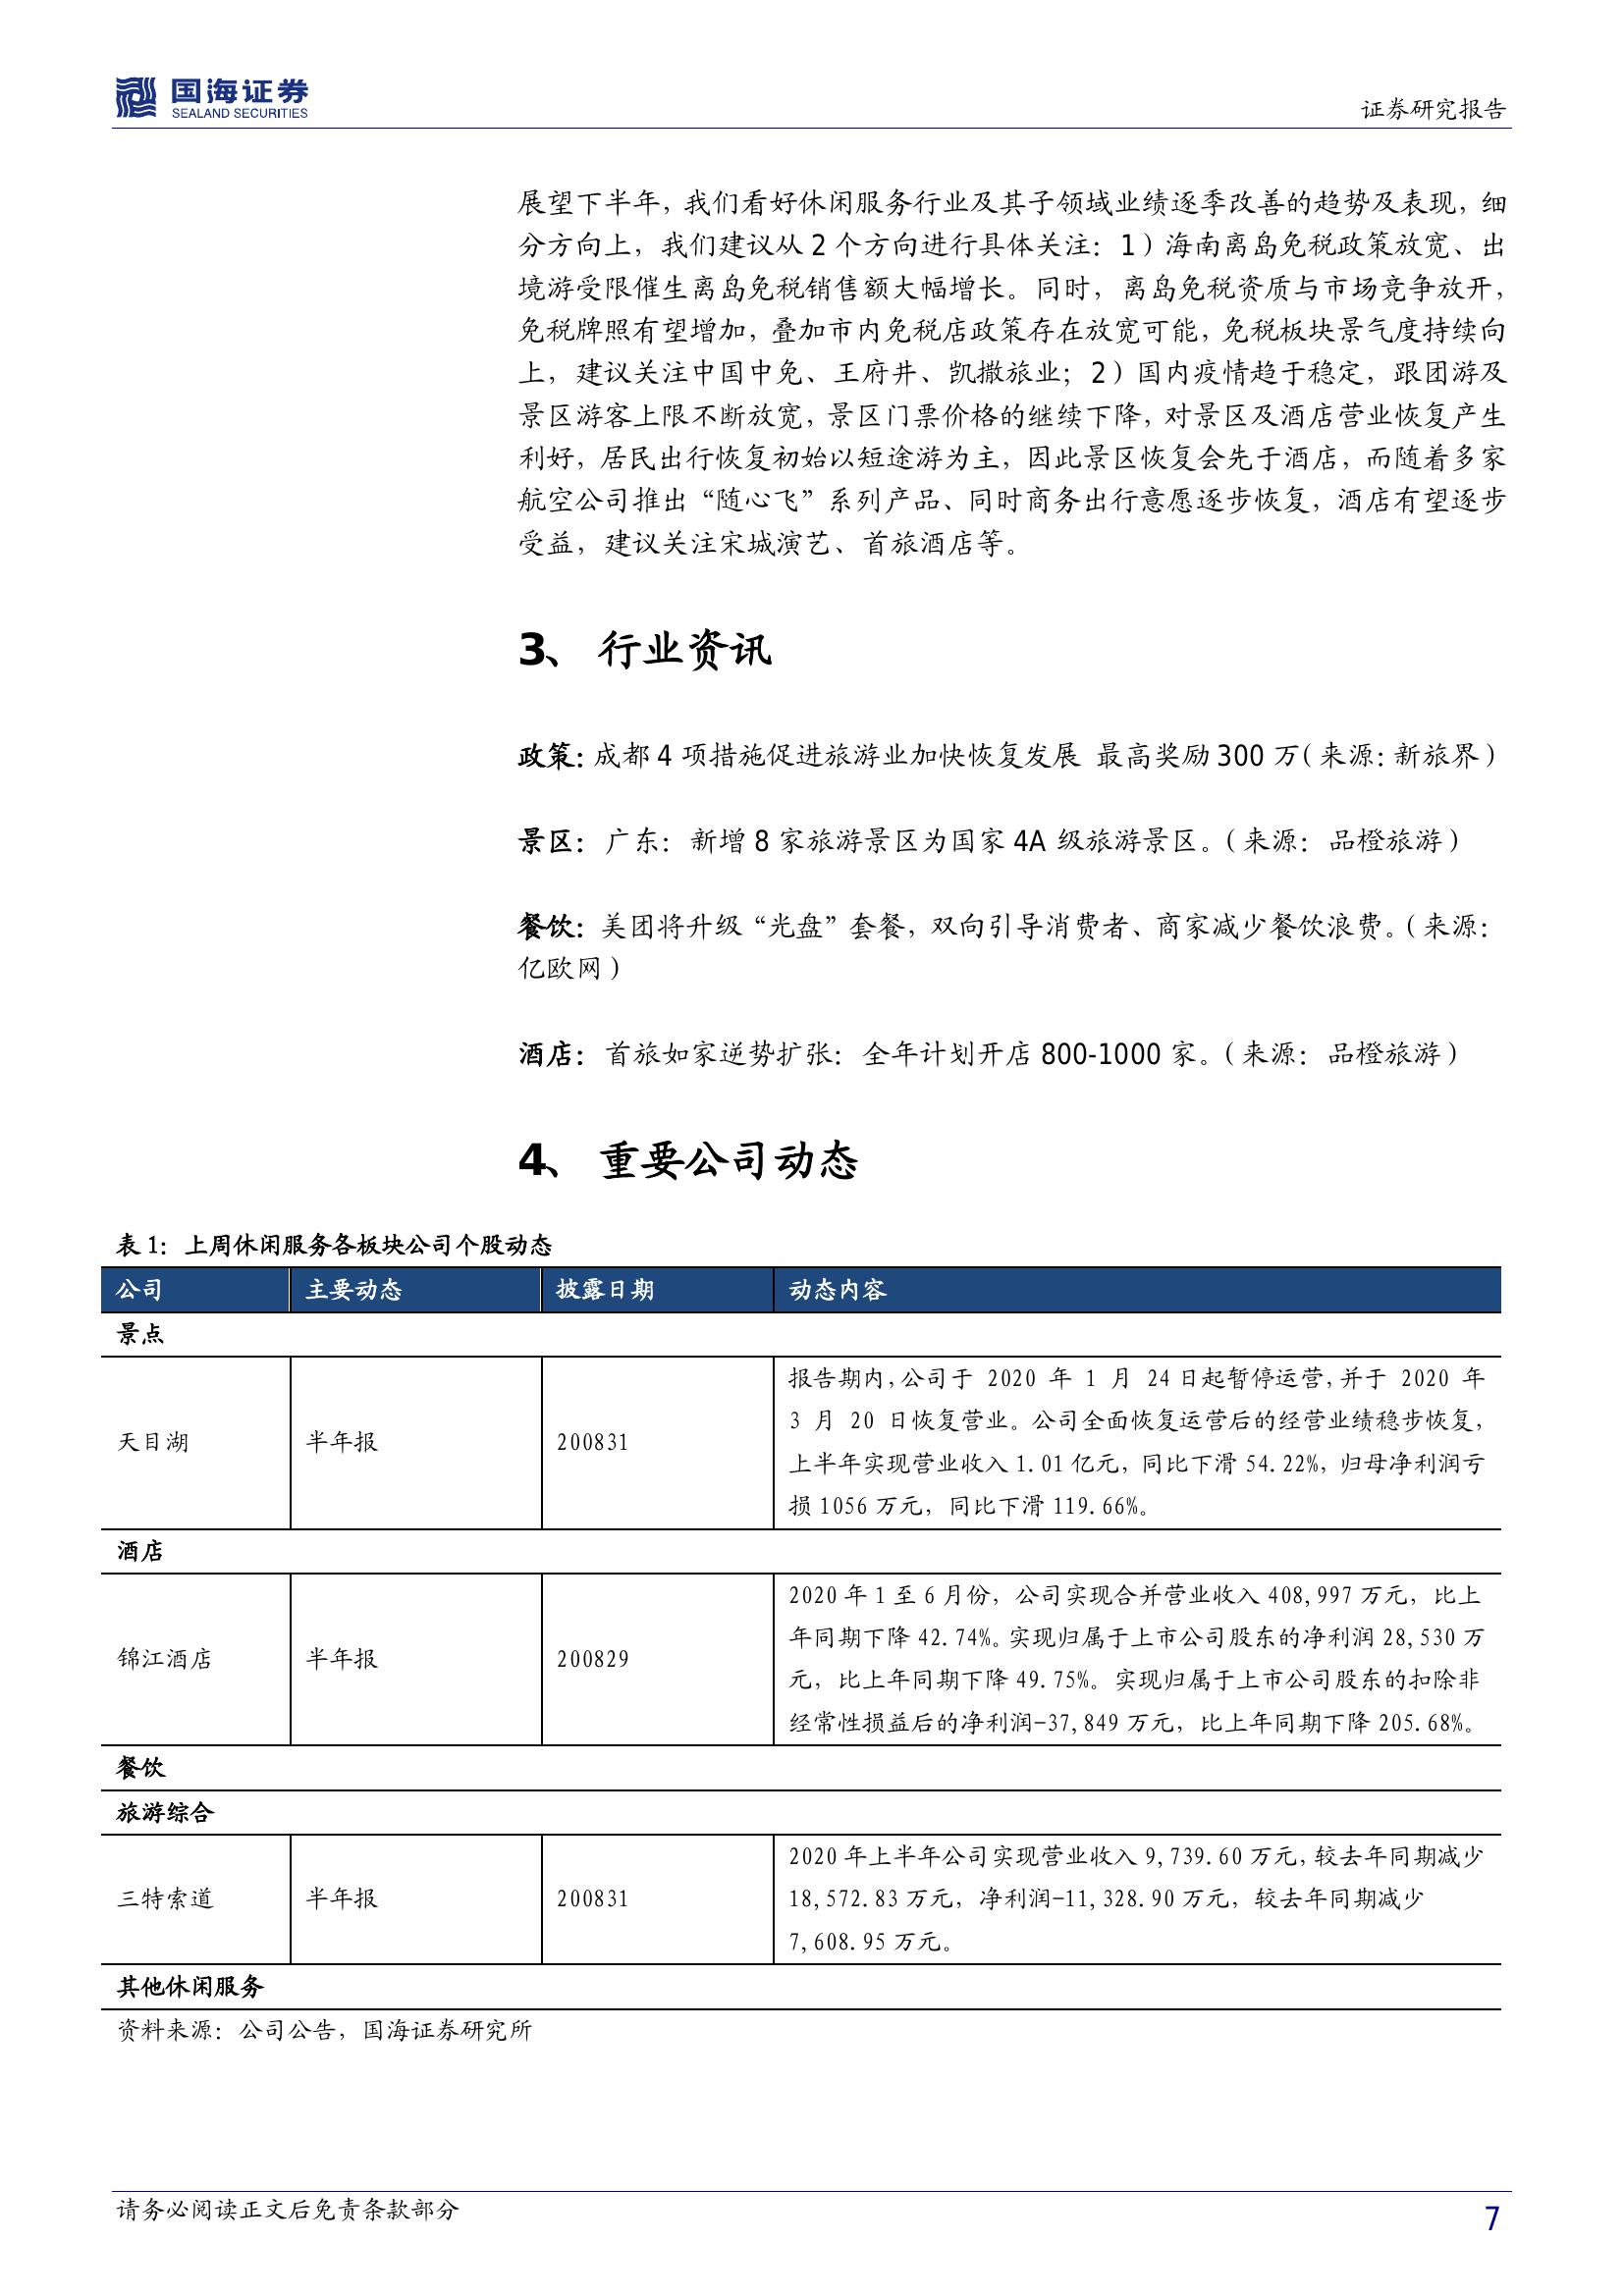 国海证券
SEALAND SECURITIES
证券研究报告
展望下半年，我们看好休闲服务行业及其子领域业绩逐季改善的趋势及表现，细
分方向上，我们建议从 2 个方向进行具体关注：1）海南离岛免税政策放宽、出
境游受限催生离岛免税销售额大幅增长。同时，离岛免税资质与市场竞争放开，
免税牌照有望增加，叠加市内免税店政策存在放宽可能，免税板块景气度持续向
上，建议关注中国中免、王府井、凯撒旅业；2）国内疫情趋于稳定，跟团游及
景区游客上限不断放宽，景区门票价格的继续下降，对景区及酒店营业恢复产生
利好，居民出行恢复初始以短途游为主，因此景区恢复会先于酒店，而随着多家
航空公司推出“随心飞”系列产品、同时商务出行意愿逐步恢复，酒店有望逐步
受益，建议关注宋城演艺、首旅酒店等。
3、 行业资讯
政策：成都 4 项措施促进旅游业加快恢复发展 最高奖励 300 万（来源：新旅界）
景区：广东：新增 8 家旅游景区为国家 4A 级旅游景区。（来源：品橙旅游）
餐饮：美团将升级“光盘”套餐，双向引导消费者、商家减少餐饮浪费。（来源：
亿欧网）
酒店：首旅如家逆势扩张：全年计划开店 800-1000 家。（来源：品橙旅游）
4、 重要公司动态
表 1：上周休闲服务各板块公司个股动态
公司 主要动态 披露日期 动态内容
景点
天目湖 半年报 200831
报告期内，公司于 2020 年 1 月 24 日起暂停运营，并于 2020 年
3 月 20 日恢复营业。公司全面恢复运营后的经营业绩稳步恢复，
上半年实现营业收入 1.01 亿元，同比下滑 54.22%，归母净利润亏
损 1056 万元，同比下滑 119.66%。
酒店
锦江酒店 半年报 200829
2020 年 1 至 6 月份，公司实现合并营业收入 408,997 万元，比上
年同期下降 42.74%。实现归属于上市公司股东的净利润 28,530 万
元，比上年同期下降 49.75%。实现归属于上市公司股东的扣除非
经常性损益后的净利润-37,849 万元，比上年同期下降 205.68%。
餐饮
旅游综合
三特索道 半年报 200831
2020 年上半年公司实现营业收入 9,739.60 万元，较去年同期减少
18,572.83 万元，净利润-11,328.90 万元，较去年同期减少
7,608.95 万元。
其他休闲服务
资料来源：公司公告，国海证券研究所
请务必阅读正文后免责条款部分
7